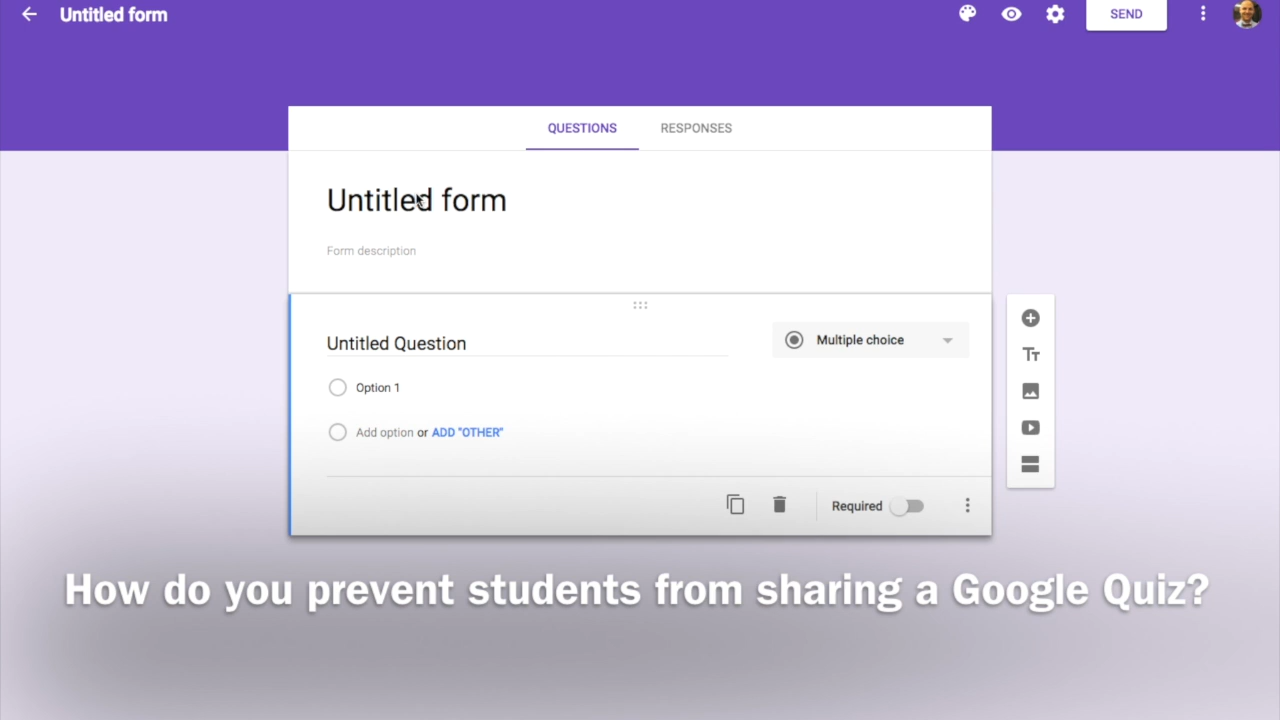 Untitled form
SEND
QUESTIONS RESPONSES
Untitled form
Form description
Untitled Question
Multiple choice
Option 1
Add option or ADD "OTHER"
Tт
Required
How do you prevent students from sharing a Google Quiz?